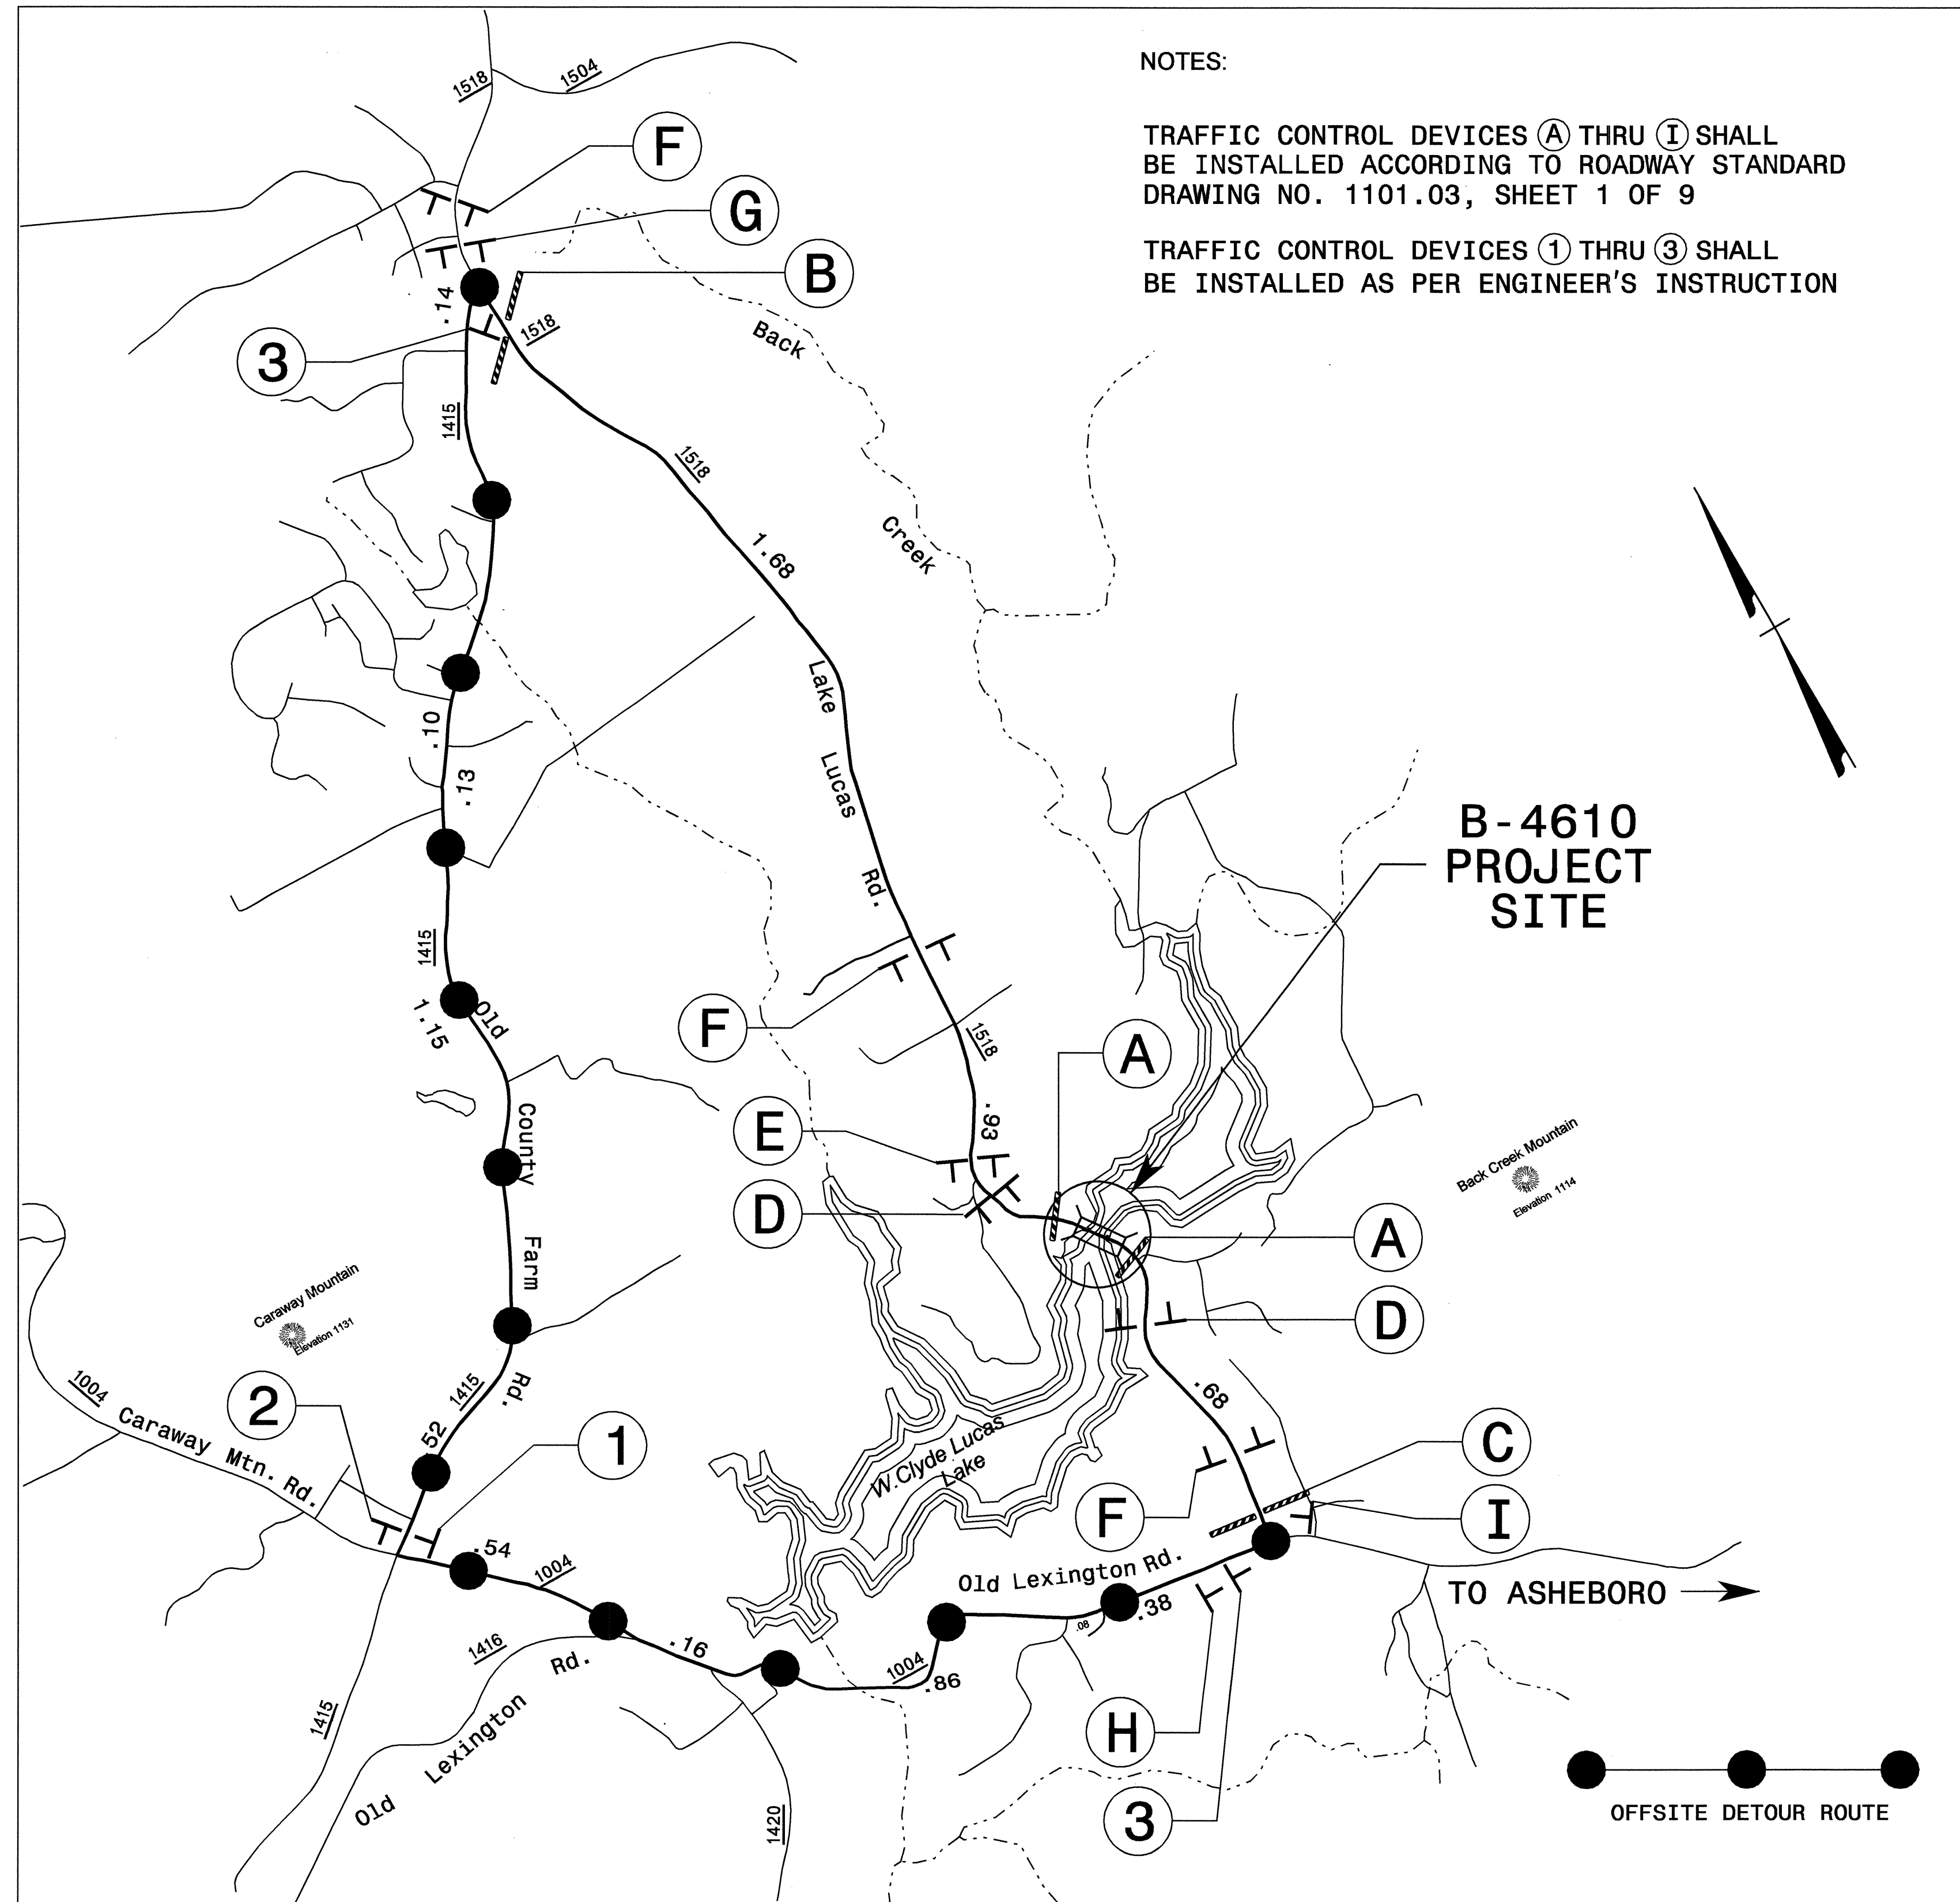 NOTES:
TRAFFIC CONTROL DEVICES A THRU I SHALL
BE INSTALLED ACCORDING TO ROADWAY STANDARD
DRAWING NO. 1101.03, SHEET 1 OF 9
TRAFFIC CONTROL DEVICES 1 THRU 3 SHALL
BE INSTALLED AS PER ENGINEER'S INSTRUCTION
1518
1504
F
G
B
.14
3
1518
Back
1415
1518
Creek
1.68
Lake
Lucas
Rd.
.10
.13
B-4610
PROJECT
SITE
1415
1.15
Old
County
Farm
Rd.
F
1518
A
.93
E
D
A
D
Back Creek Mountain
Elevation 1114
Caraway Mountain
Elevation 1131
1004
Caraway Mtn. Rd.
2
1415
.52
1
.68
C
W.Clyde Lucas
Lake
F
I
.54
1004
Old Lexington Rd.
TO ASHEBORO
.38
.08
1416
Old Lexington Rd.
.16
1004
.86
1415
H
3
1420
OFFSITE DETOUR ROUTE